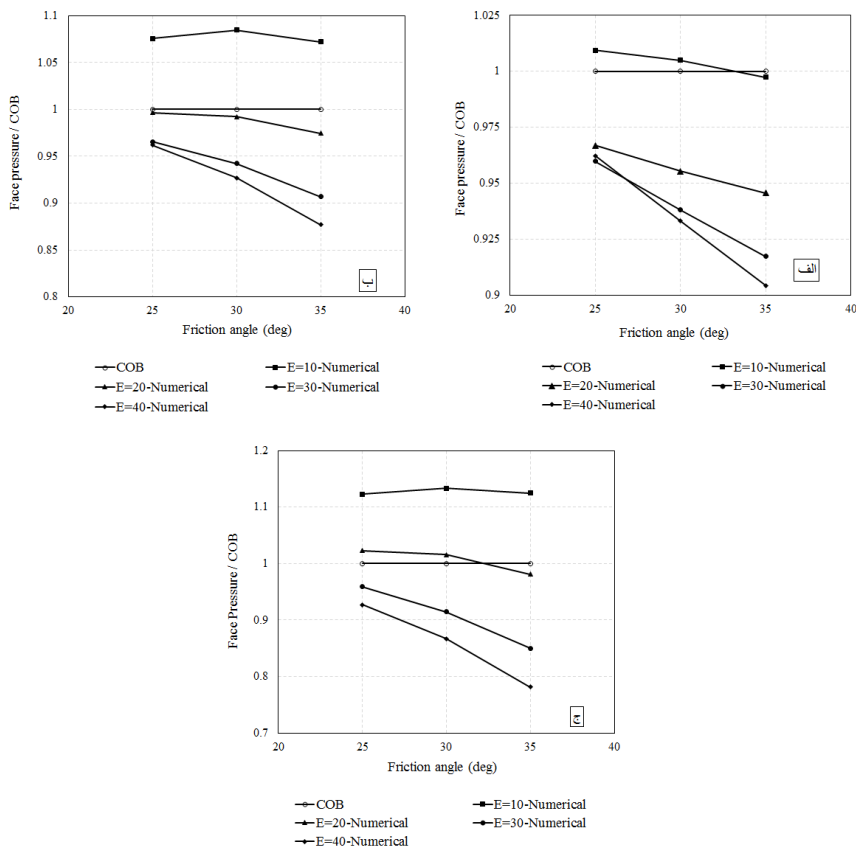 1.1
1.05
1
0.95
0.9
0.85
0.8
20 25 30 35 40
Face pressure / COB
Friction angle (deg)
ب
COB E=10-Numerical
E=20-Numerical E=30-Numerical
E=40-Numerical
1.025
1
0.975
0.95
0.925
0.9
20 25 30 35 40
Face pressure / COB
Friction angle (deg)
الف
COB E=10-Numerical
E=20-Numerical E=30-Numerical
E=40-Numerical
1.2
1.1
1
0.9
0.8
0.7
20 25 30 35 40
Face Pressure / COB
Friction angle (deg)
ج
COB E=10-Numerical
E=20-Numerical E=30-Numerical
E=40-Numerical